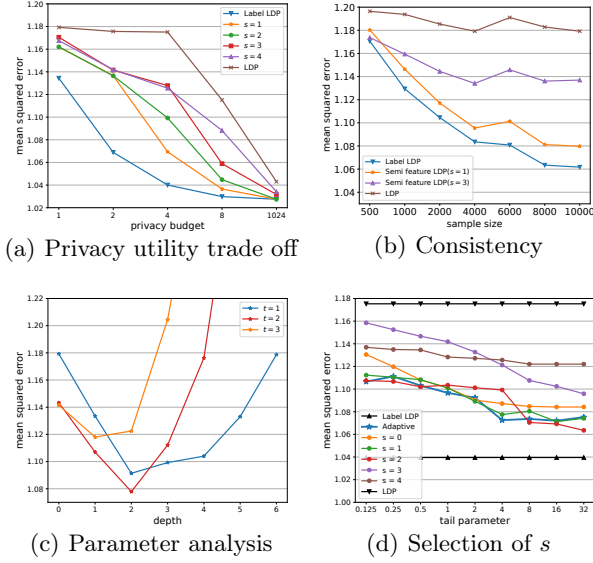 1.18
1.16
1.14
1.12
1.10
1.08
1.06
1.04
1.02
mean squared error
1 2 4 8 1024
privacy budget
Label LDP
s = 1
s = 2
s = 3
s = 4
LDP
(a) Privacy utility trade off
1.20
1.18
1.16
1.14
1.12
1.10
1.08
1.06
1.04
mean squared error
500 1000 2000 4000 6000 8000 10000
sample size
Label LDP
Semi feature LDP(s = 1)
Semi feature LDP(s = 3)
LDP
(b) Consistency
1.22
1.20
1.18
1.16
1.14
1.12
1.10
1.08
mean squared error
0 1 2 3 4 5 6
depth
t = 1
t = 2
t = 3
(c) Parameter analysis
1.18
1.16
1.14
1.12
1.10
1.08
1.06
1.04
1.02
1.00
mean squared error
0.125 0.25 0.5 1 2 4 8 16 32
tail parameter
Label LDP
Adaptive
s = 0
s = 1
s = 2
s = 3
s = 4
LDP
(d) Selection of s